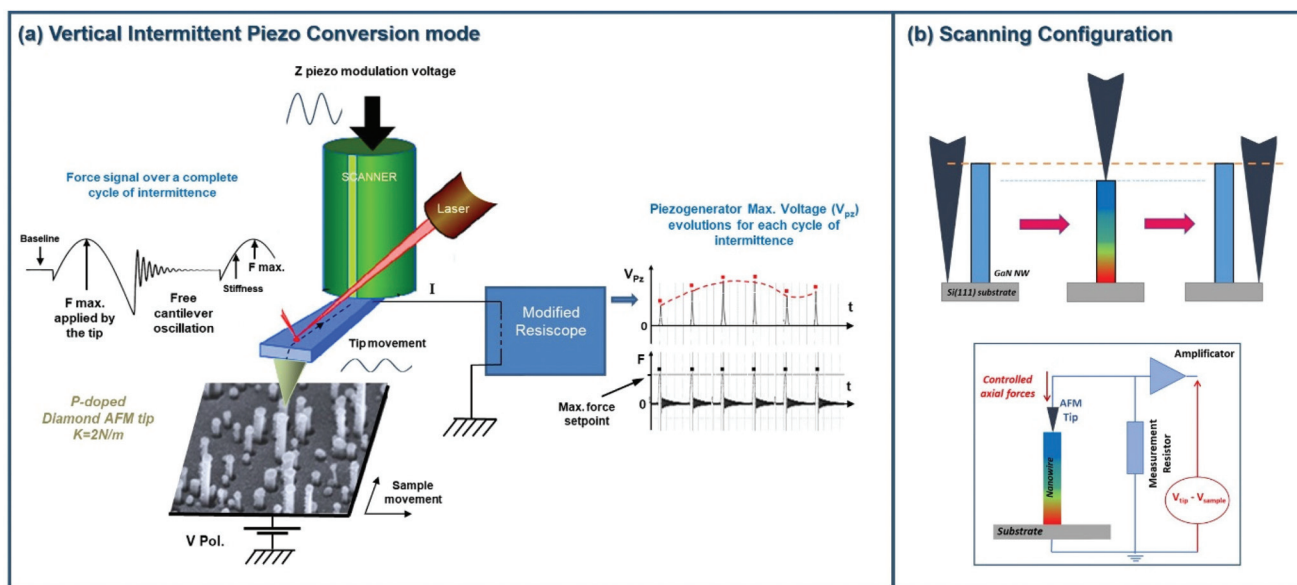 (a) Vertical Intermittent Piezo Conversion mode
Z piezo modulation voltage
SCANNER
Laser
Force signal over a complete
cycle of intermittence
Baseline
F max.
applied by
the tip
Free
cantilever
oscillation
F max.
Stiffness
I
Tip movement
Modified
Resiscope
P-doped
Diamond AFM tip
K=2N/m
Sample
movement
V Pol.
Piezogenerator Max. Voltage (Vpz)
evolutions for each cycle of
intermittence
VPz
t
0
F
t
0
Max. force
setpoint
(b) Scanning Configuration
GaN NW
Si(111) substrate
Amplificator
Controlled
axial forces
AFM
Tip
Nanowire
Measurement
Resistor
Vtip - Vsample
Substrate